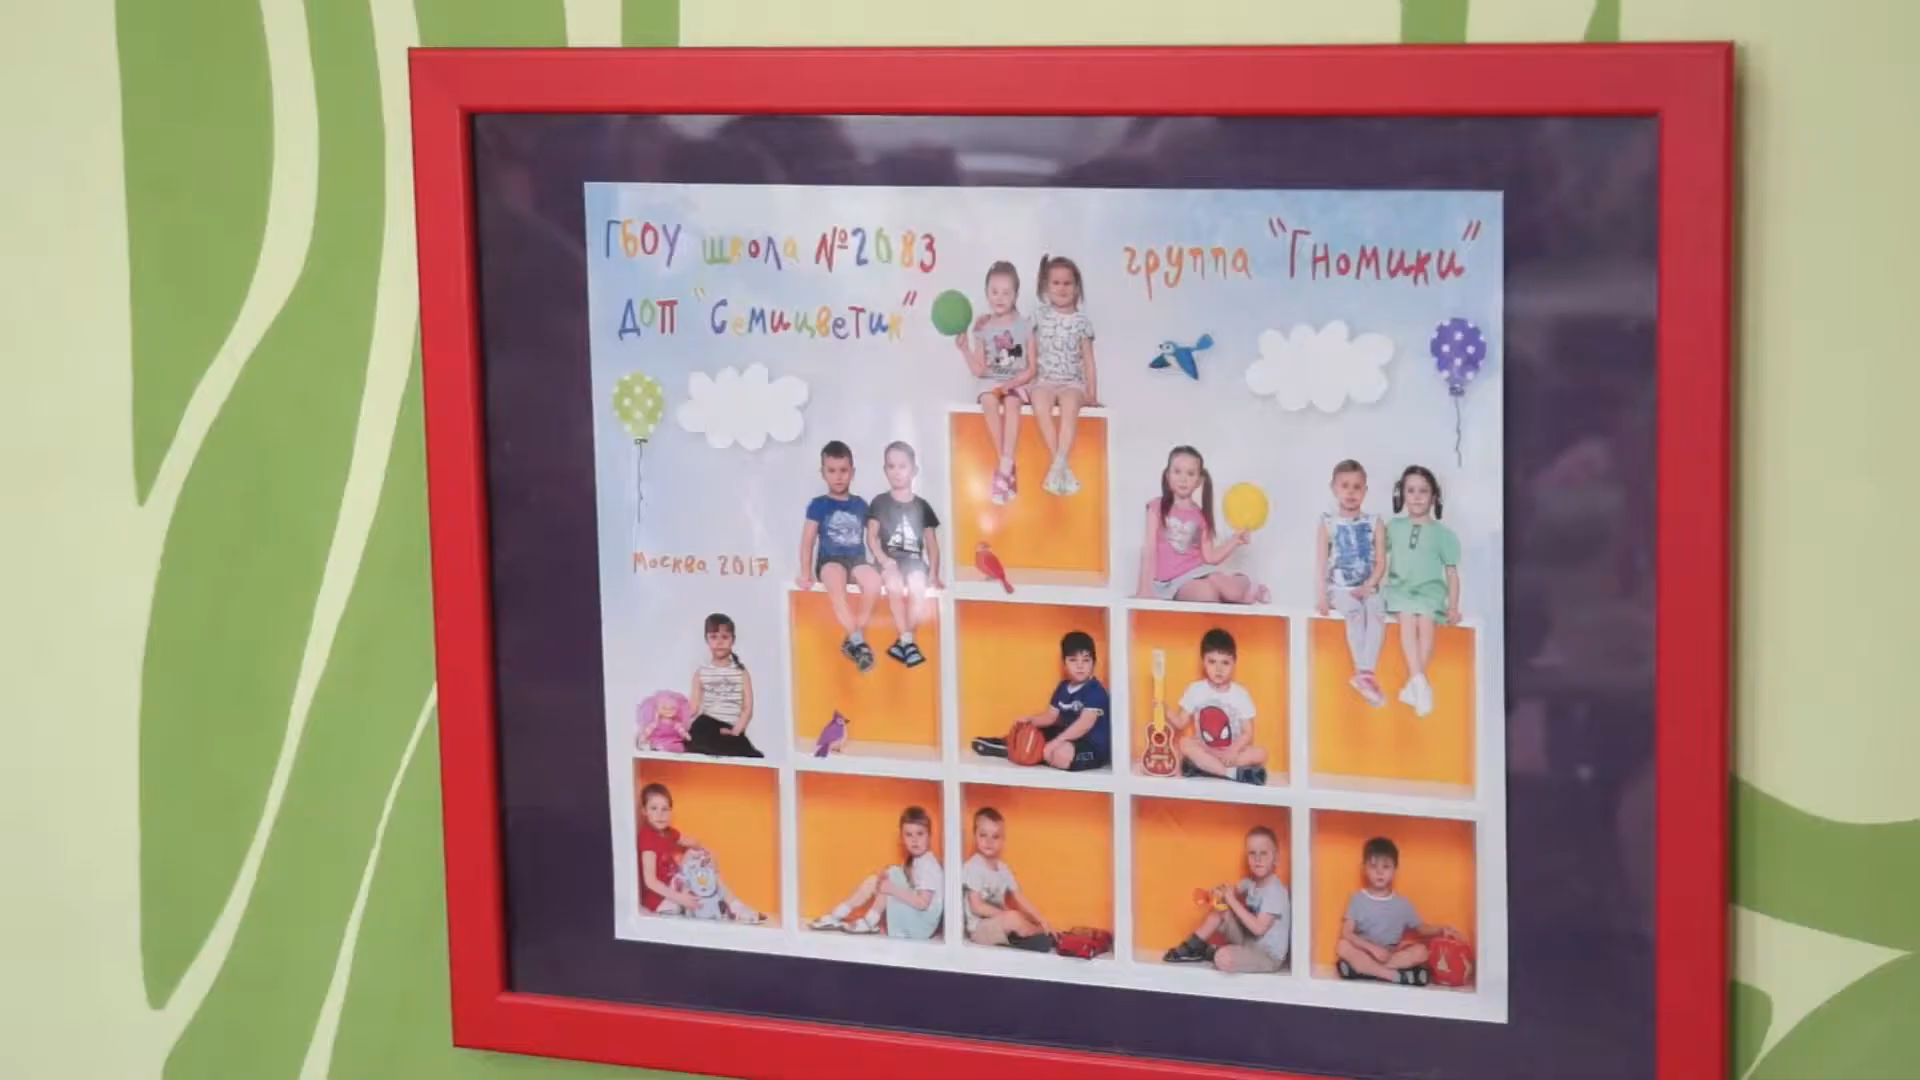 ГБОУ школа №2083
ДОП "Семицветик"
группа "Гномики"
Москва 2017